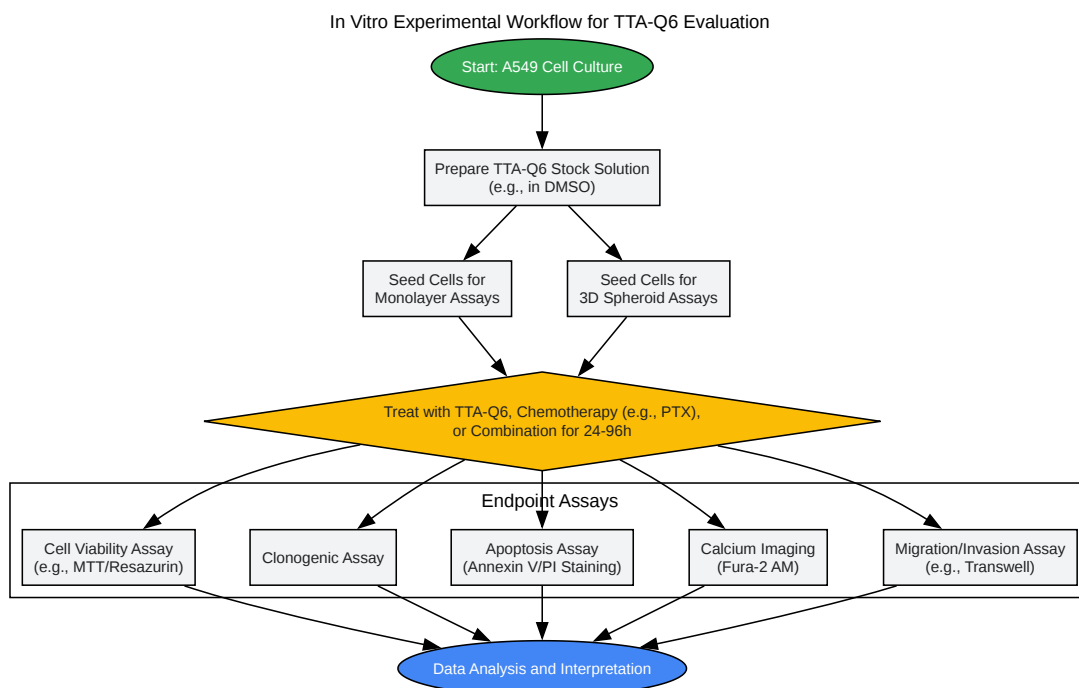 In Vitro Experimental Workflow for TTA-Q6 Evaluation
Start: A549 Cell Culture
Prepare TTA-Q6 Stock Solution
(e.g., in DMSO)
Seed Cells for
Monolayer Assays
Seed Cells for
3D Spheroid Assays
Treat with TTA-Q6, Chemotherapy (e.g., PTX),
or Combination for 24-96h
Endpoint Assays
Cell Viability Assay
(e.g., MTT/Resazurin)
Clonogenic Assay
Apoptosis Assay
(Annexin V/PI Staining)
Calcium Imaging
(Fura-2 AM)
Migration/Invasion Assay
(e.g., Transwell)
Data Analysis and Interpretation